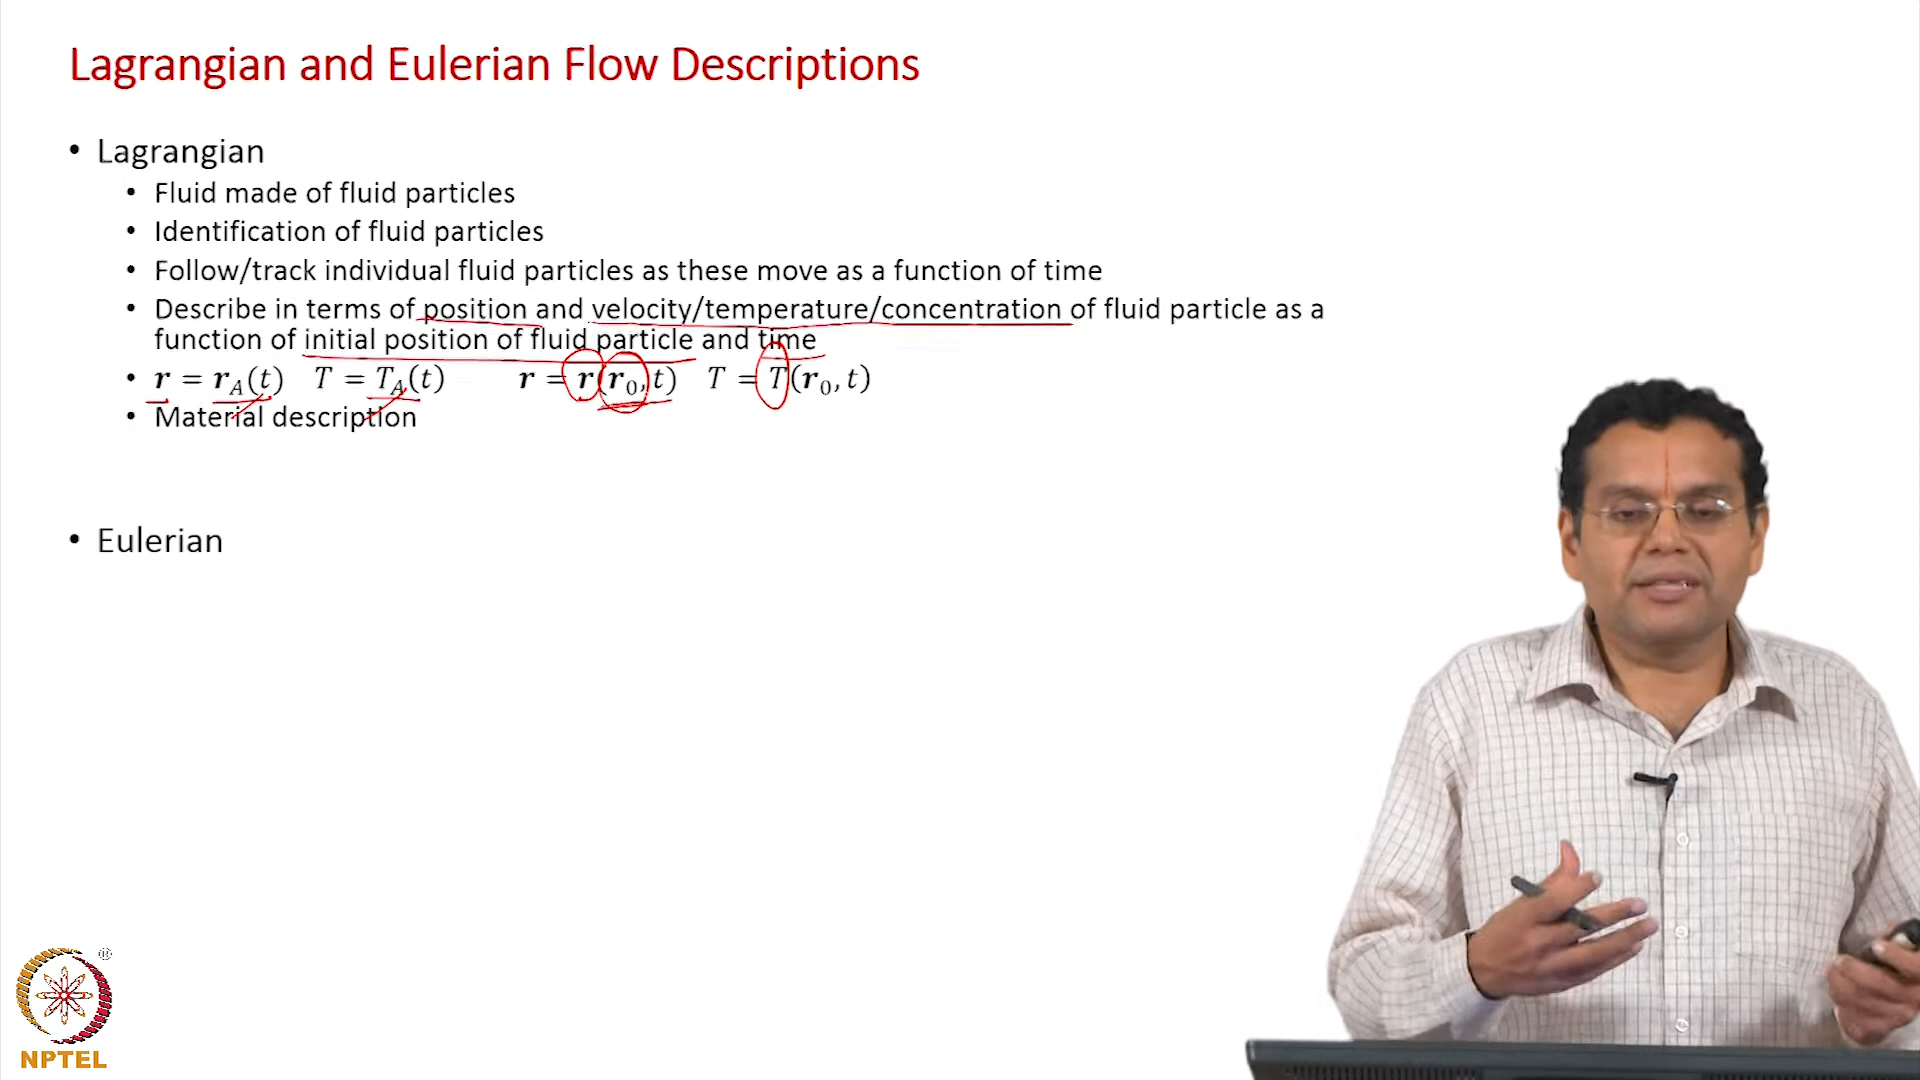 Lagrangian and Eulerian Flow Descriptions
• Lagrangian
• Fluid made of fluid particles
• Identification of fluid particles
• Follow/track individual fluid particles as these move as a function of time
• Describe in terms of position and velocity/temperature/concentration of fluid particle as a
function of initial position of fluid particle and time
• r = r_A(t) T = T_A(t) r = r(r_0, t) T = T(r_0, t)
• Material description
• Eulerian
®
NPTEL